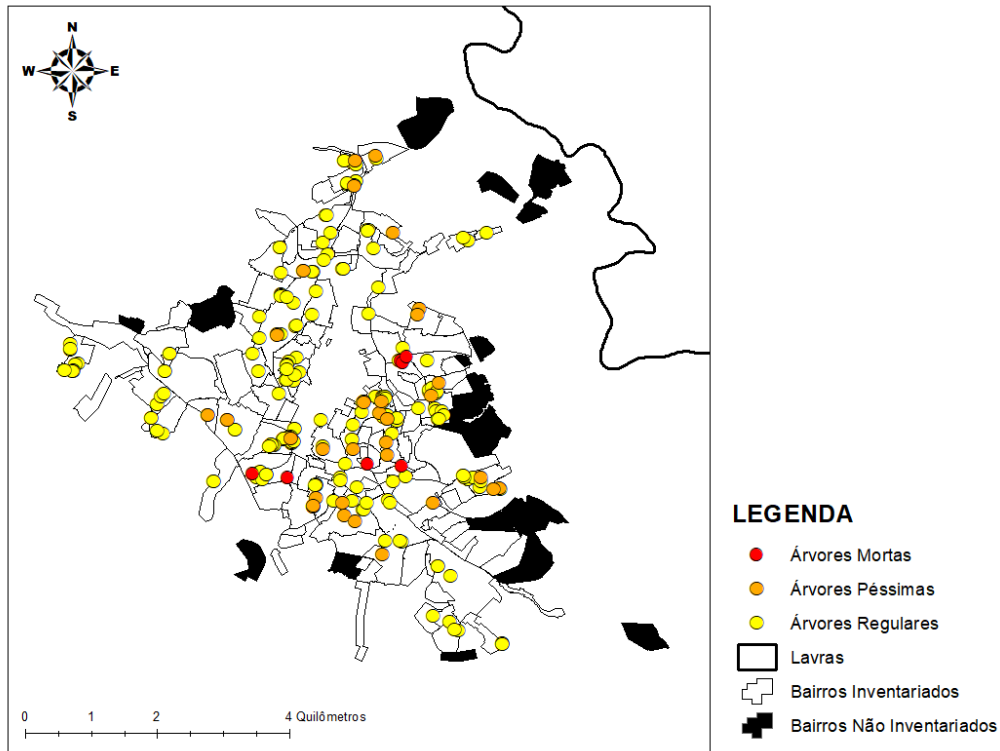 N
W E
S
LEGENDA
Árvores Mortas
Árvores Péssimas
Árvores Regulares
Lavras
Bairros Inventariados
Bairros Não Inventariados
0 1 2 4 Quilômetros